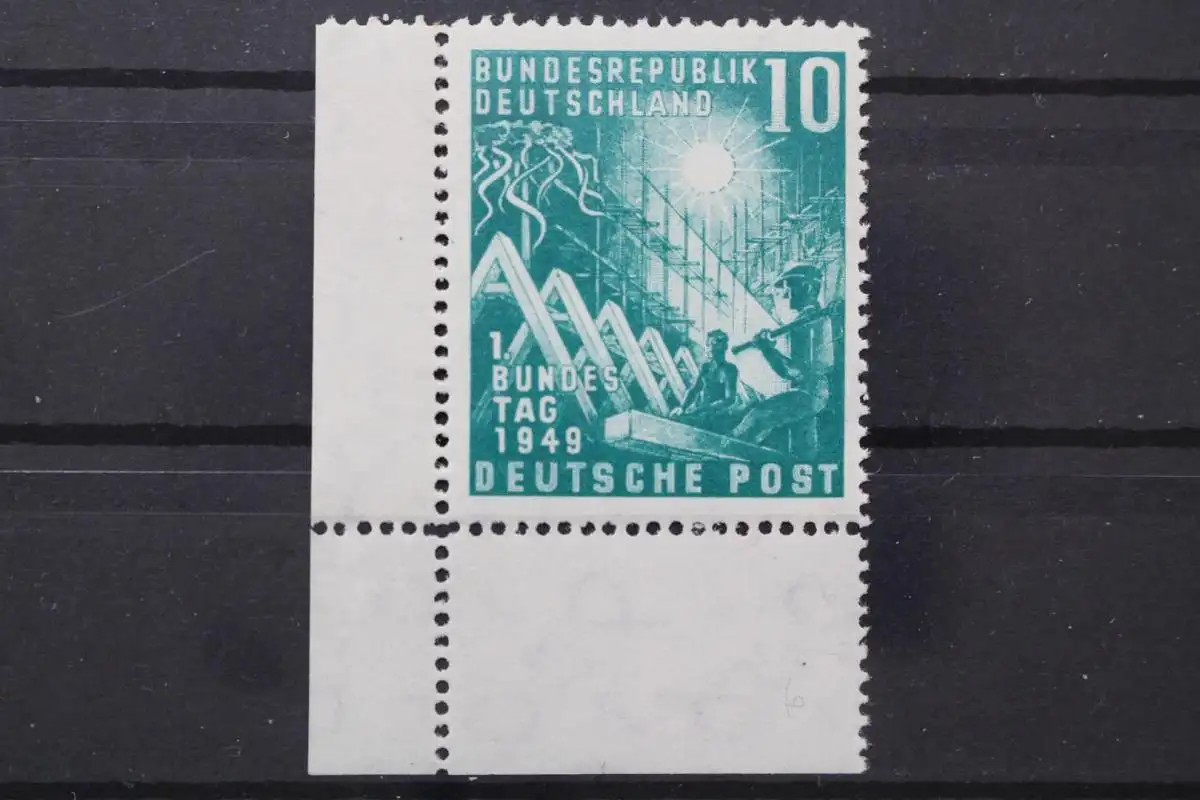 BUNDESREPUBLIK 10
DEUTSCHLAND
1.
BUNDES
TAG
1949
DEUTSCHE POST